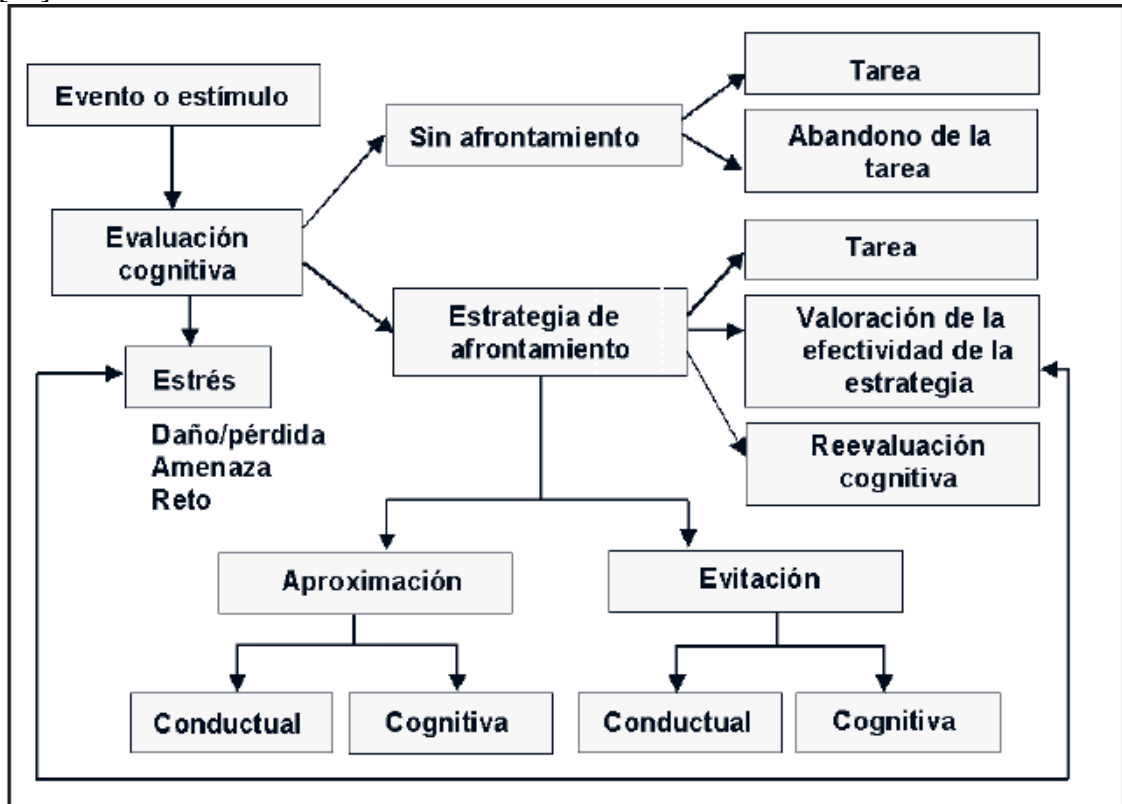 Evento o estímulo
Evaluación
cognitiva
Estrés
Daño/pérdida
Amenaza
Reto
Sin afrontamiento
Tarea
Abandono de la
tarea
Estrategia de
afrontamiento
Tarea
Valoración de la
efectividad de la
estrategia
Reevaluación
cognitiva
Aproximación
Evitación
Conductual
Cognitiva
Conductual
Cognitiva